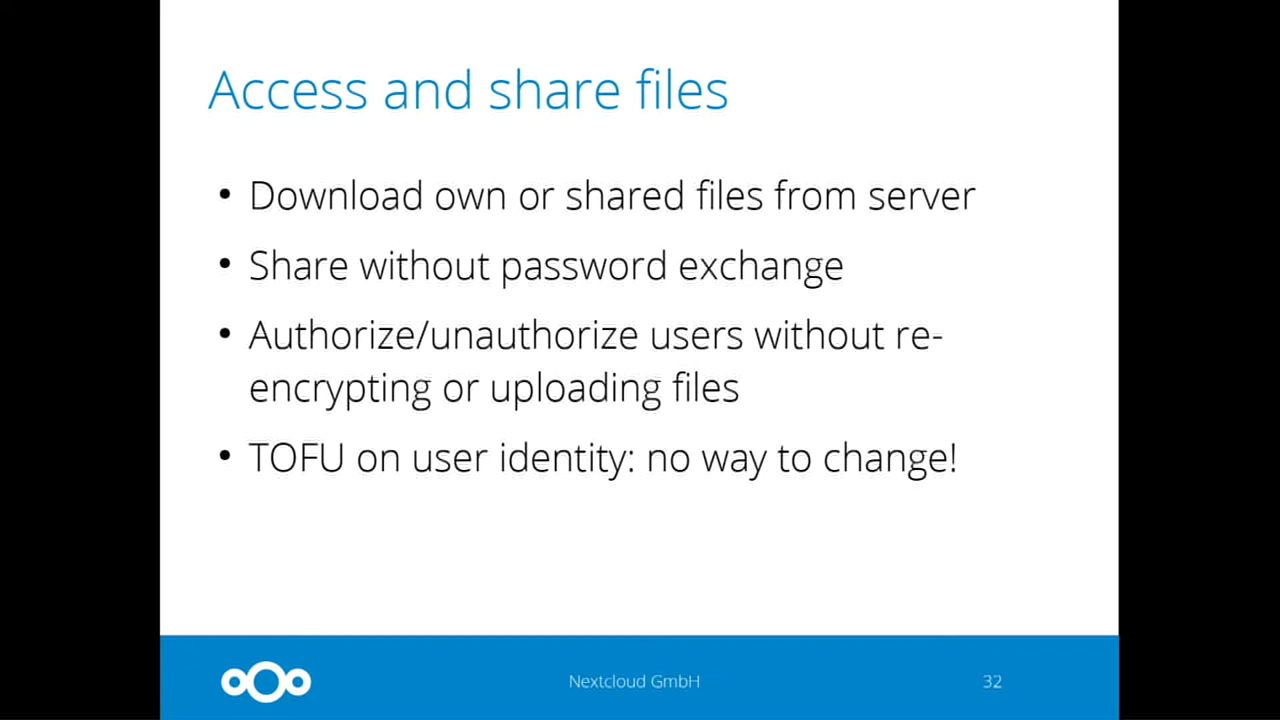 Access and share files
• Download own or shared files from server
• Share without password exchange
• Authorize/unauthorize users without re-
encrypting or uploading files
• TOFU on user identity: no way to change!
Nextcloud GmbH
32